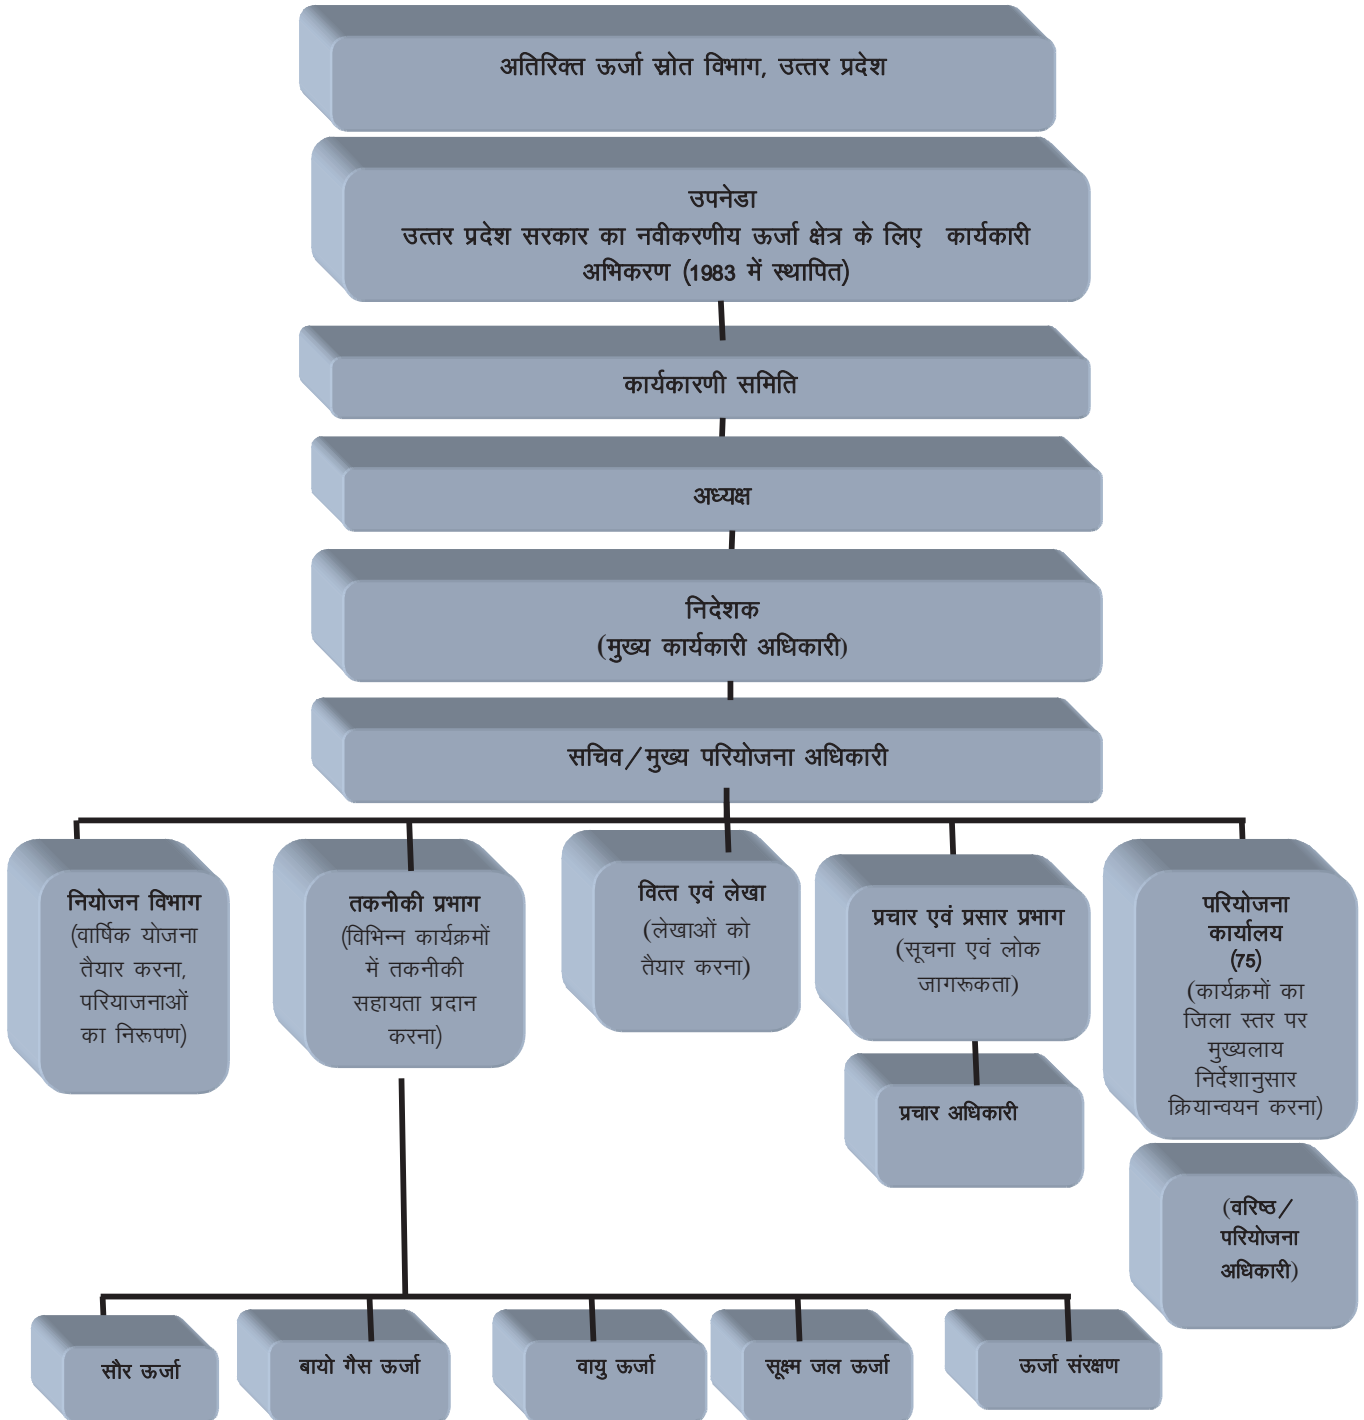 अतिरिक्त ऊर्जा स्रोत विभाग, उत्तर प्रदेश
उपनेडा
उत्तर प्रदेश सरकार का नवीकरणीय ऊर्जा क्षेत्र के लिए कार्यकारी
अभिकरण (1983 में स्थापित)
कार्यकारणी समिति
अध्यक्ष
निदेशक
(मुख्य कार्यकारी अधिकारी)
सचिव/मुख्य परियोजना अधिकारी
नियोजन विभाग
(वार्षिक योजना
तैयार करना,
परियाजनाओं
का निरूपण)
तकनीकी प्रभाग
(विभिन्न कार्यक्रमों
में तकनीकी
सहायता प्रदान
करना)
वित्त एवं लेखा
(लेखाओं को
तैयार करना)
प्रचार एवं प्रसार प्रभाग
(सूचना एवं लोक
जागरूकता)
परियोजना
कार्यालय
(75)
(कार्यक्रमों का
जिला स्तर पर
मुख्यलाय
निर्देशानुसार
क्रियान्वयन करना)
प्रचार अधिकारी
(वरिष्ठ/
परियोजना
अधिकारी)
सौर ऊर्जा
बायो गैस ऊर्जा
वायु ऊर्जा
सूक्ष्म जल ऊर्जा
ऊर्जा संरक्षण